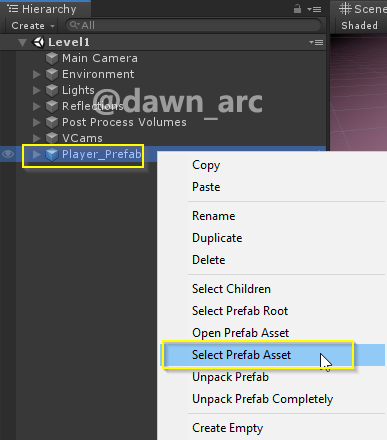 Hierarchy
Scene
Create
All
Shaded
Level1
Main Camera
Environment
Lights
Reflections
Post Process Volumes
VCams
Player_Prefab
@dawn_arc
Copy
Paste
Rename
Duplicate
Delete
Select Children
Select Prefab Root
Open Prefab Asset
Select Prefab Asset
Unpack Prefab
Unpack Prefab Completely
Create Empty